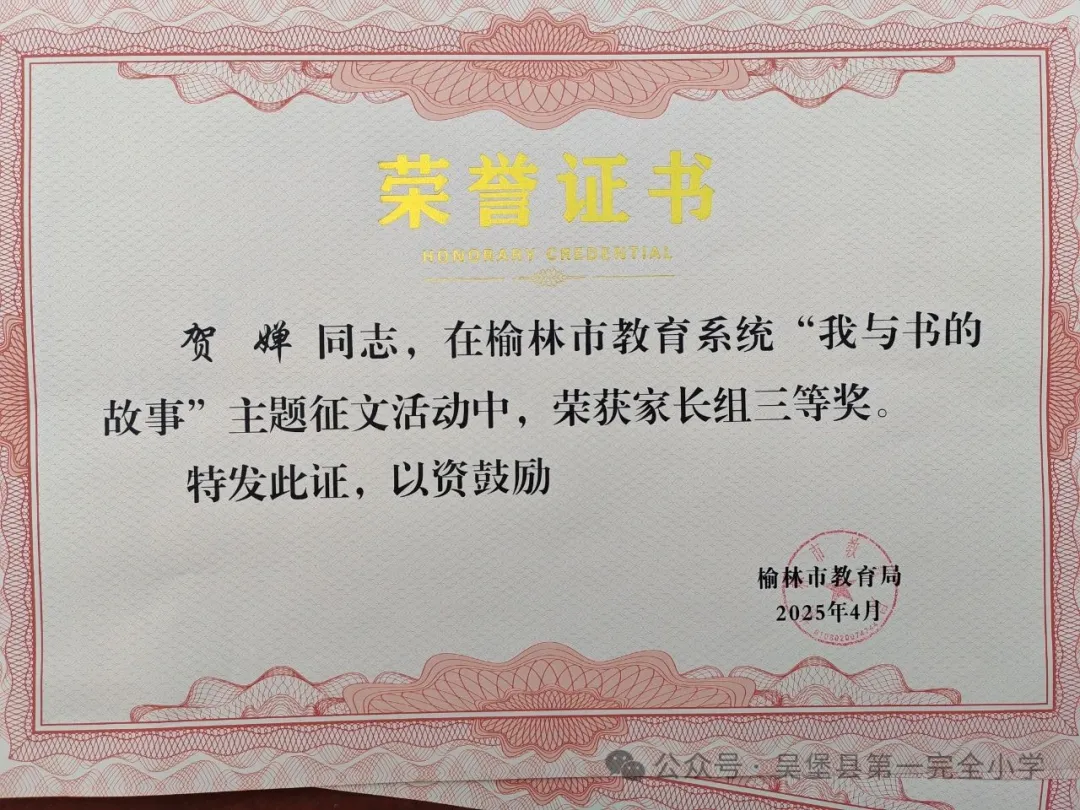 荣誉证书
HONORARY CREDENTIAL
贺 婵 同志，在榆林市教育系统“我与书的
故事”主题征文活动中，荣获家长组三等奖。
特发此证，以资鼓励
市教
榆林市教育局
2025年4月
公众号·吴堡县第一完全小学